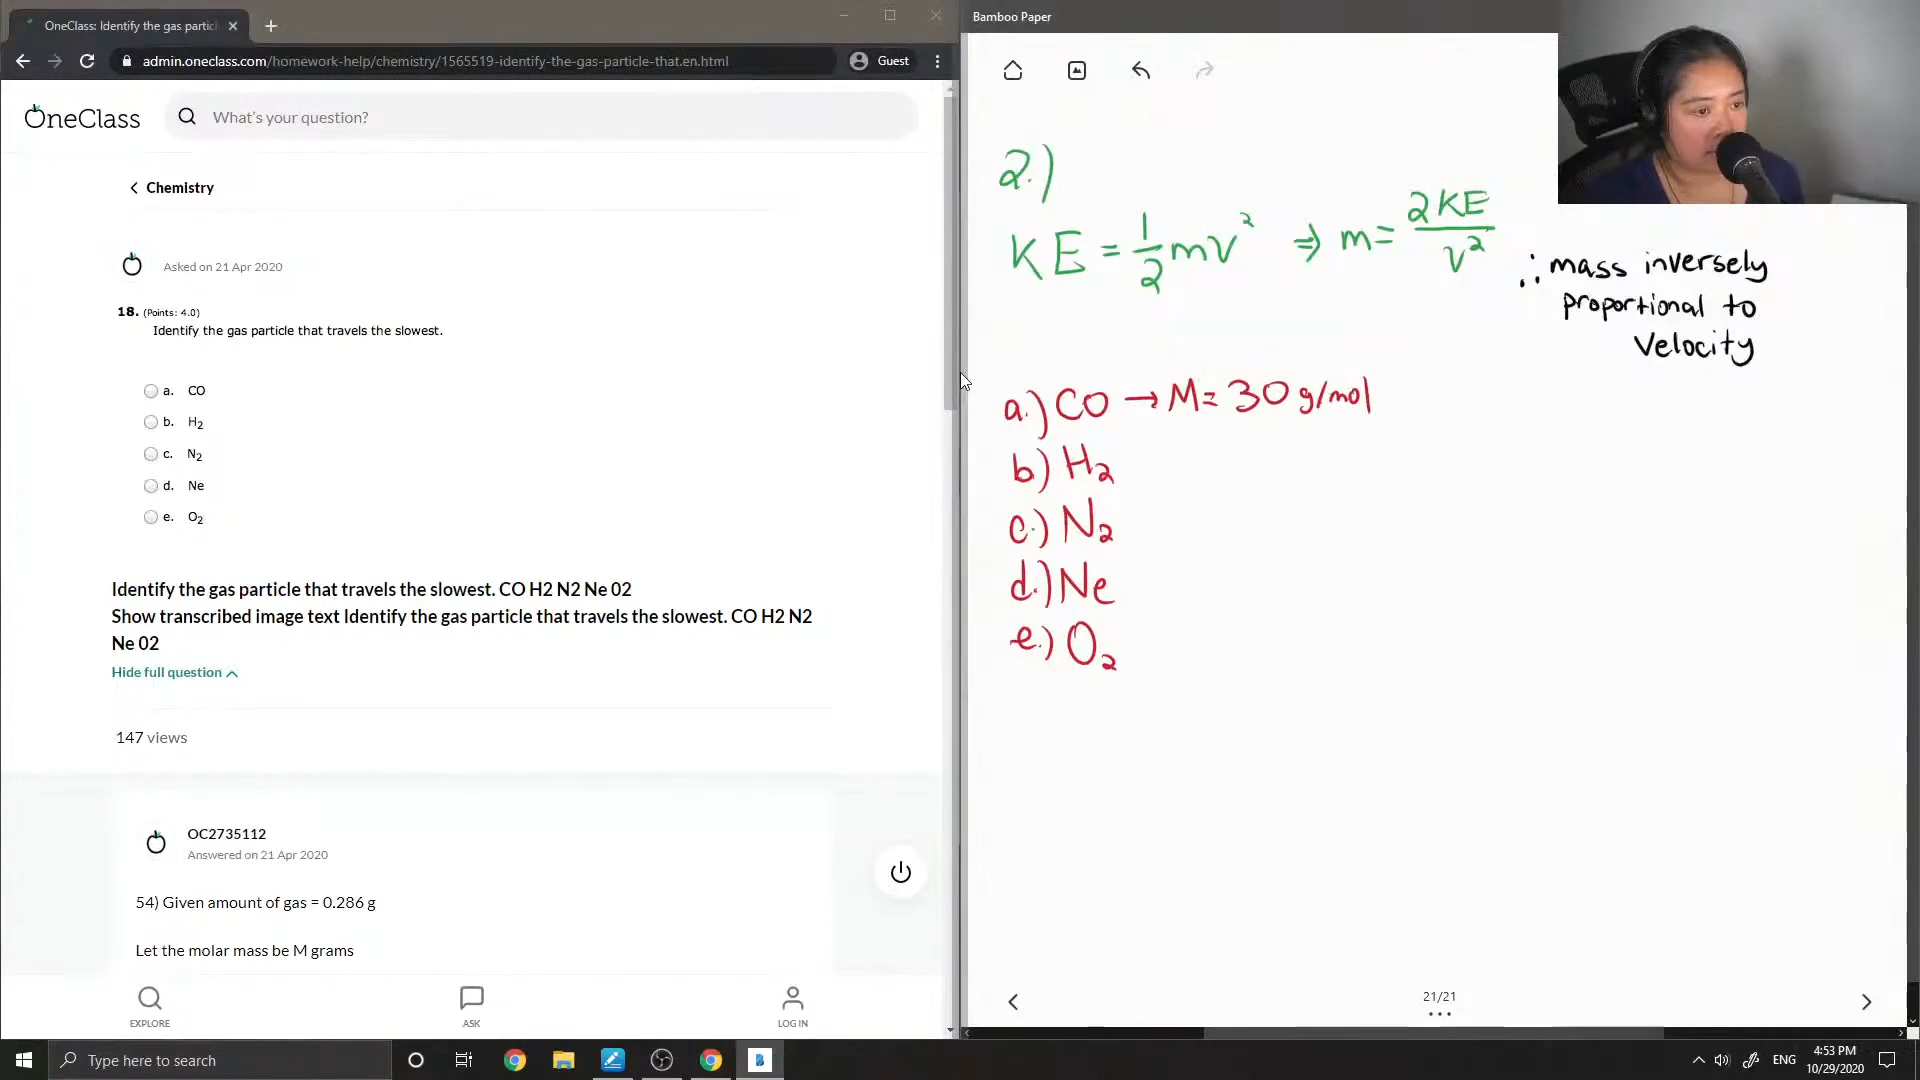 OneClass: Identify the gas partic
admin.oneclass.com/homework-help/chemistry/1565519-identify-the-gas-particle-that.en.html
Guest
OneClass
What's your question?
Chemistry
Asked on 21 Apr 2020
18. (Points: 4.0)
Identify the gas particle that travels the slowest.
a. CO
b. H₂
c. N₂
d. Ne
e. O₂
Identify the gas particle that travels the slowest. CO H2 N2 Ne 02
Show transcribed image text Identify the gas particle that travels the slowest. CO H2 N2
Ne 02
Hide full question
147 views
OC2735112
Answered on 21 Apr 2020
54) Given amount of gas = 0.286 g
Let the molar mass be M grams
EXPLORE
ASK
LOG IN
Bamboo Paper
2.)
KE = 1/2 mv² ⇒ m = 2KE/v²
∴ mass inversely
proportional to
velocity
a.) CO → M = 30 g/mol
b) H₂
c.) N₂
d.) Ne
e.) O₂
21/21
Type here to search
ENG
4:53 PM
10/29/2020